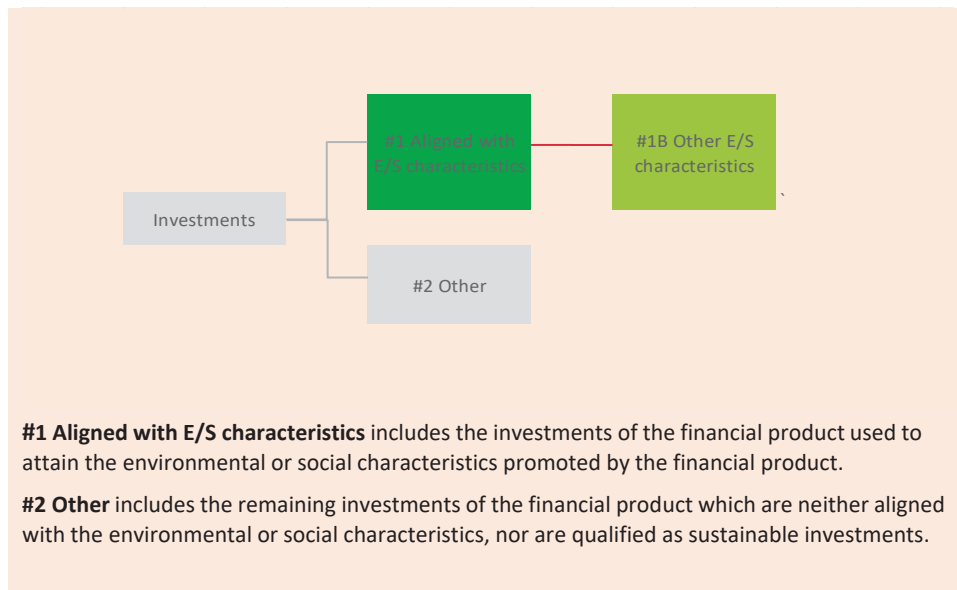 #1 Aligned with
E/S characteristics
#1B Other E/S
characteristics
`
Investments
#2 Other
#1 Aligned with E/S characteristics includes the investments of the financial product used to
attain the environmental or social characteristics promoted by the financial product.
#2 Other includes the remaining investments of the financial product which are neither aligned
with the environmental or social characteristics, nor are qualified as sustainable investments.